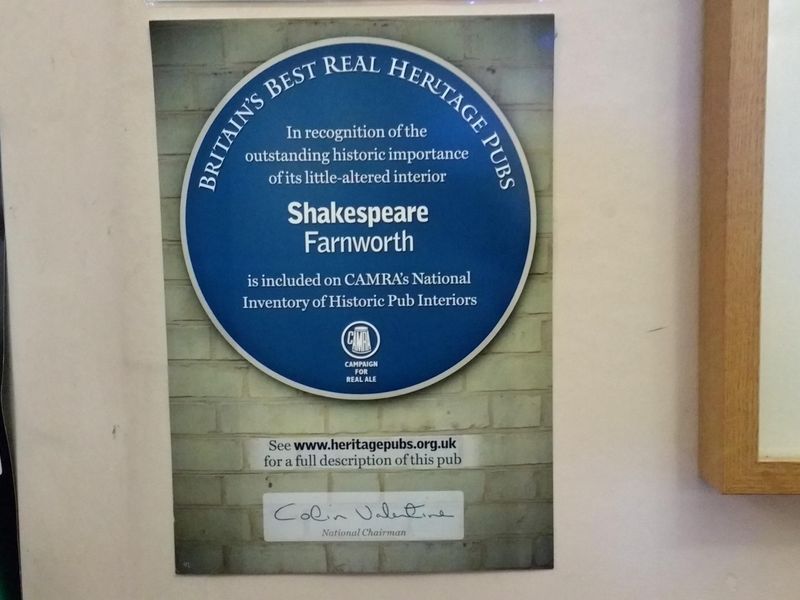 BRITAIN'S BEST REAL HERITAGE PUBS
In recognition of the
outstanding historic importance
of its little-altered interior
Shakespeare
Farnworth
is included on CAMRA's National
Inventory of Historic Pub Interiors
CAMRA
CAMPAIGN
FOR
REAL ALE
See www.heritagepubs.org.uk
for a full description of this pub
Colin Valentine
National Chairman